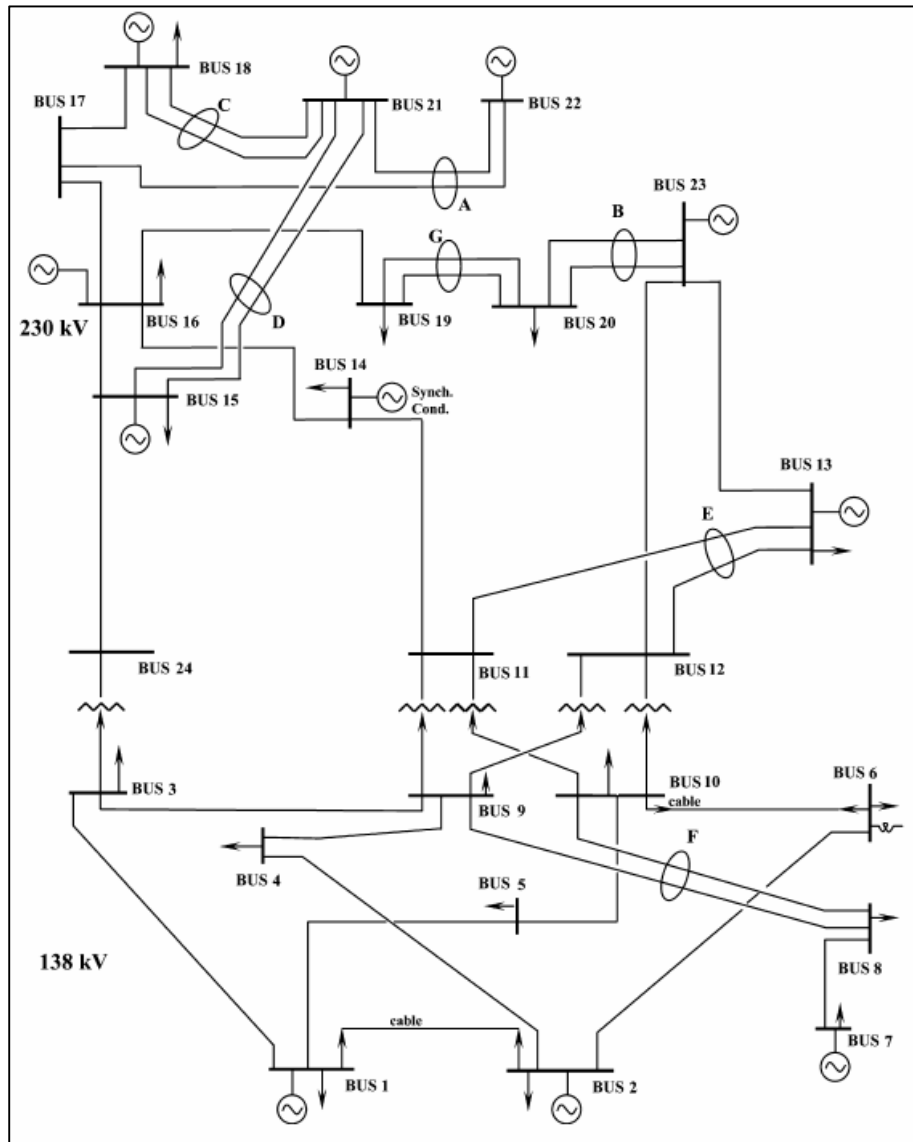 BUS 18
BUS 21
BUS 22
BUS 17
C
A
BUS 23
B
G
D
BUS 16
230 kV
BUS 19
BUS 20
BUS 14
Synch.
Cond.
BUS 15
BUS 13
E
BUS 24
BUS 11
BUS 12
BUS 3
BUS 9
BUS 10
BUS 6
cable
F
BUS 4
BUS 5
BUS 8
138 kV
cable
BUS 7
BUS 1
BUS 2